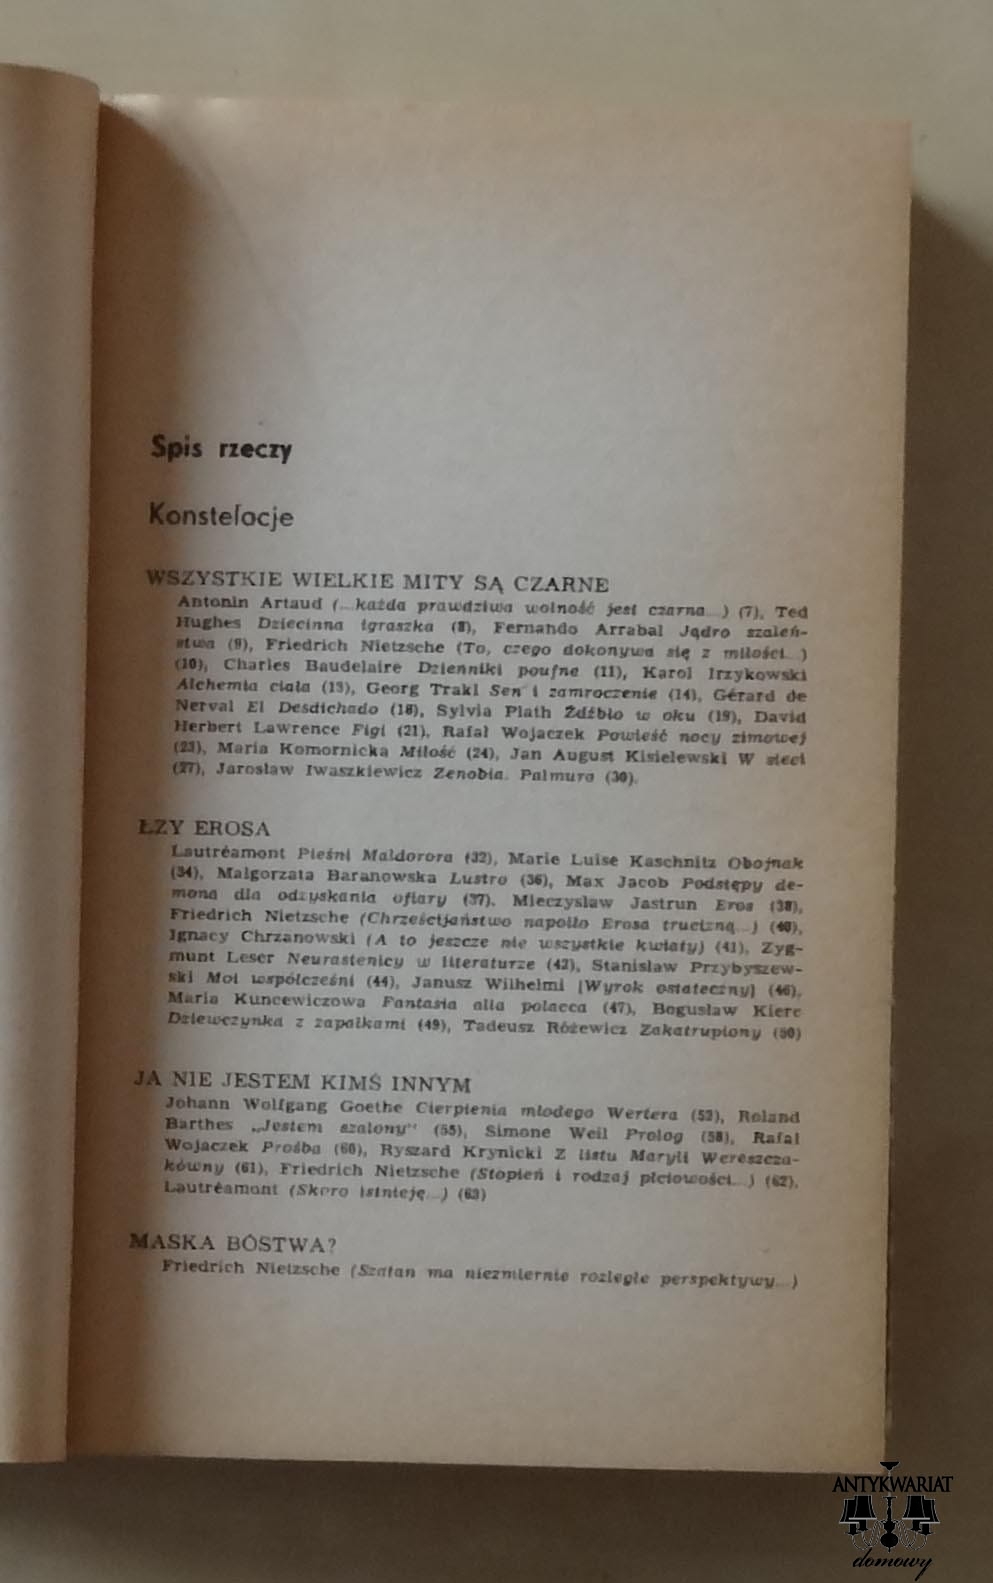 Spis rzeczy
Konstelacje
WSZYSTKIE WIELKIE MITY SĄ CZARNE
Antonin Artaud (...każda prawdziwa wolność jest czarna...) (7), Ted
Hughes Dziecinna igraszka (8), Fernando Arrabal Jądro szaleń-
stwa (9), Friedrich Nietzsche (To, czego dokonywa się z miłości...)
(10), Charles Baudelaire Dzienniki poufne (11), Karol Irzykowski
Alchemia ciała (13), Georg Trakl Sen i zamroczenie (14), Gérard de
Nerval El Desdichado (18), Sylvia Plath Źdźbło w oku (19), David
Herbert Lawrence Figi (21), Rafał Wojaczek Powieść nocy zimowej
(23), Maria Komornicka Miłość (24), Jan August Kisielewski W sieci
(27), Jarosław Iwaszkiewicz Zenobia. Palmura (30).
ŁZY EROSA
Lautréamont Pieśni Maldorora (32), Marie Luise Kaschnitz Obojnak
(34), Małgorzata Baranowska Lustro (36), Max Jacob Podstępy de-
mona dla odzyskania ofiary (37), Mieczysław Jastrun Eros (38),
Friedrich Nietzsche (Chrześcijaństwo napoiło Erosa trucizną...) (40),
Ignacy Chrzanowski (A to jeszcze nie wszystkie kwiaty) (41), Zyg-
munt Leser Neurastenicy w literaturze (42), Stanisław Przybyszew-
ski Moi współcześni (44), Janusz Wilhelmi [Wyrok ostateczny] (46),
Maria Kuncewiczowa Fantasia alla polacca (47), Bogusław Kierc
Dziewczynka z zapałkami (49), Tadeusz Różewicz Zakatrupiony (50)
JA NIE JESTEM KIMŚ INNYM
Johann Wolfgang Goethe Cierpienia młodego Wertera (52), Roland
Barthes „Jestem szalony" (55), Simone Weil Prolog (58), Rafał
Wojaczek Prośba (60), Ryszard Krynicki Z listu Maryli Wereszcza-
kówny (61), Friedrich Nietzsche (Stopień i rodzaj płciowości...) (62),
Lautréamont (Skoro istnieję...) (63)
MASKA BÓSTWA?
Friedrich Nietzsche (Szatan ma niezmiernie rozległe perspektywy...)
ANTYKWARIAT
domowy